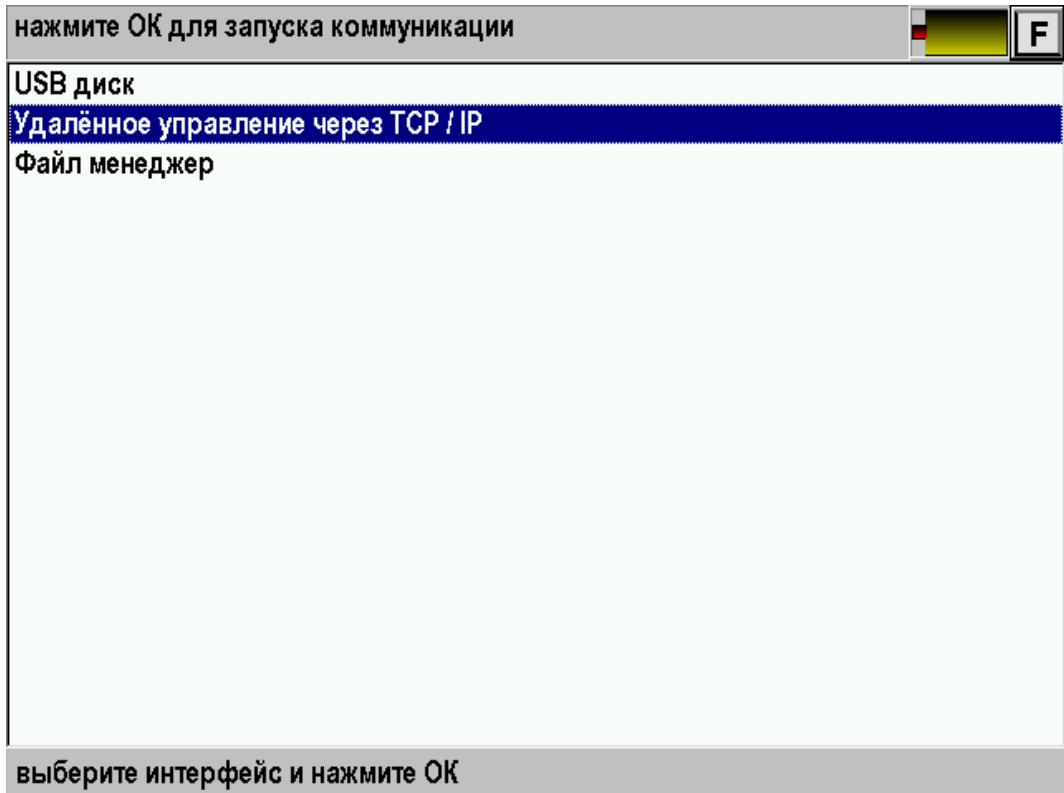 нажмите ОК для запуска коммуникации
F
USB диск
Удалённое управление через TCP / IP
Файл менеджер
выберите интерфейс и нажмите ОК